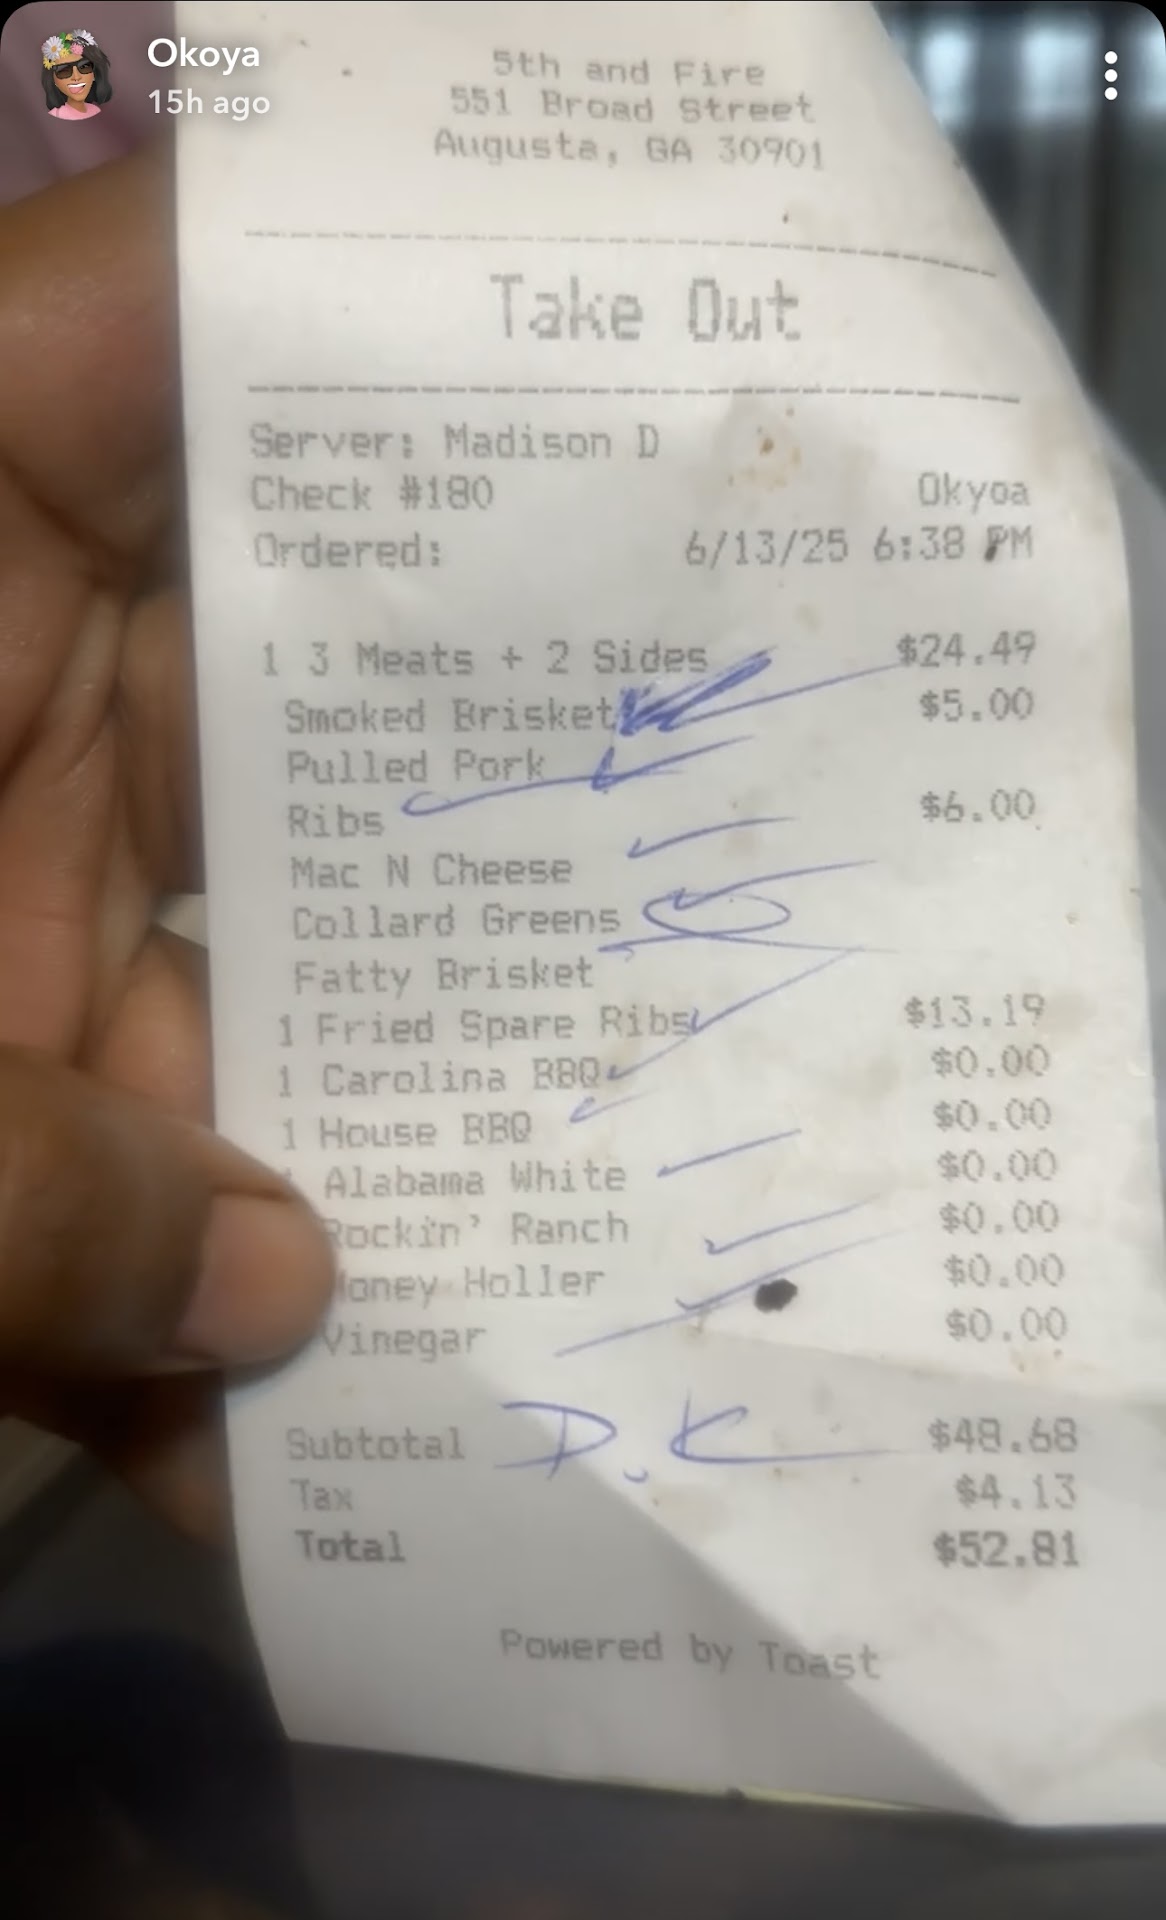 Okoya
15h ago
5th and Fire
551 Broad Street
Augusta, GA 30901
Take Out
Server: Madison D
Check #180 Okyoa
Ordered: 6/13/25 6:38 PM
1 3 Meats + 2 Sides $24.49
Smoked Brisket $5.00
Pulled Pork
Ribs $6.00
Mac N Cheese
Collard Greens
Fatty Brisket
1 Fried Spare Ribs $13.19
1 Carolina BBQ $0.00
1 House BBQ $0.00
Alabama White $0.00
Rockin' Ranch $0.00
Honey Holler $0.00
Vinegar $0.00
Subtotal D.K $48.68
Tax $4.13
Total $52.81
Powered by Toast